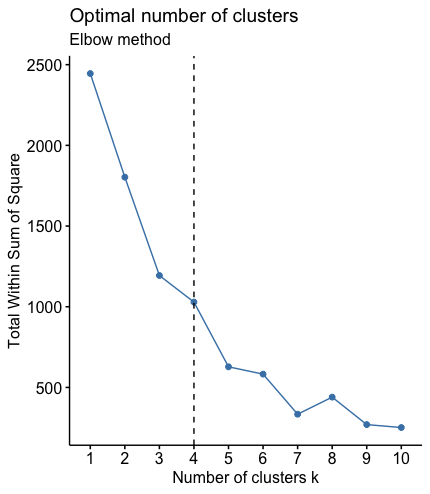 Optimal number of clusters
Elbow method
2500
2000
1500
1000
500
Total Within Sum of Square
1 2 3 4 5 6 7 8 9 10
Number of clusters k